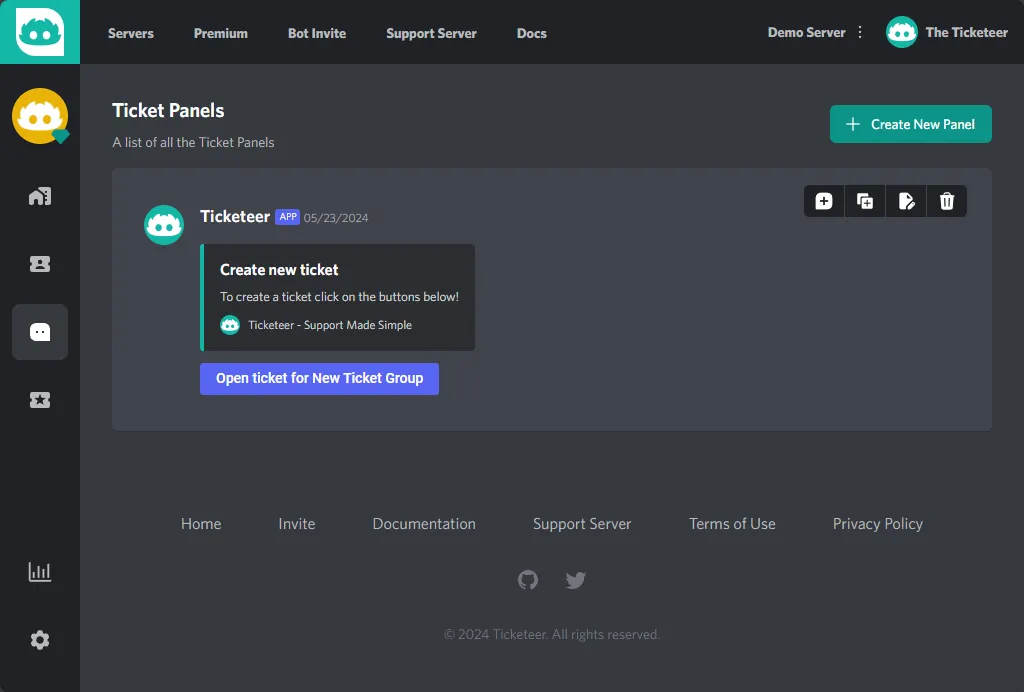 Servers Premium Bot Invite Support Server Docs Demo Server The Ticketeer
Ticket Panels
A list of all the Ticket Panels
Create New Panel
Ticketeer APP 05/23/2024
Create new ticket
To create a ticket click on the buttons below!
Ticketeer - Support Made Simple
Open ticket for New Ticket Group
Home Invite Documentation Support Server Terms of Use Privacy Policy
© 2024 Ticketeer. All rights reserved.